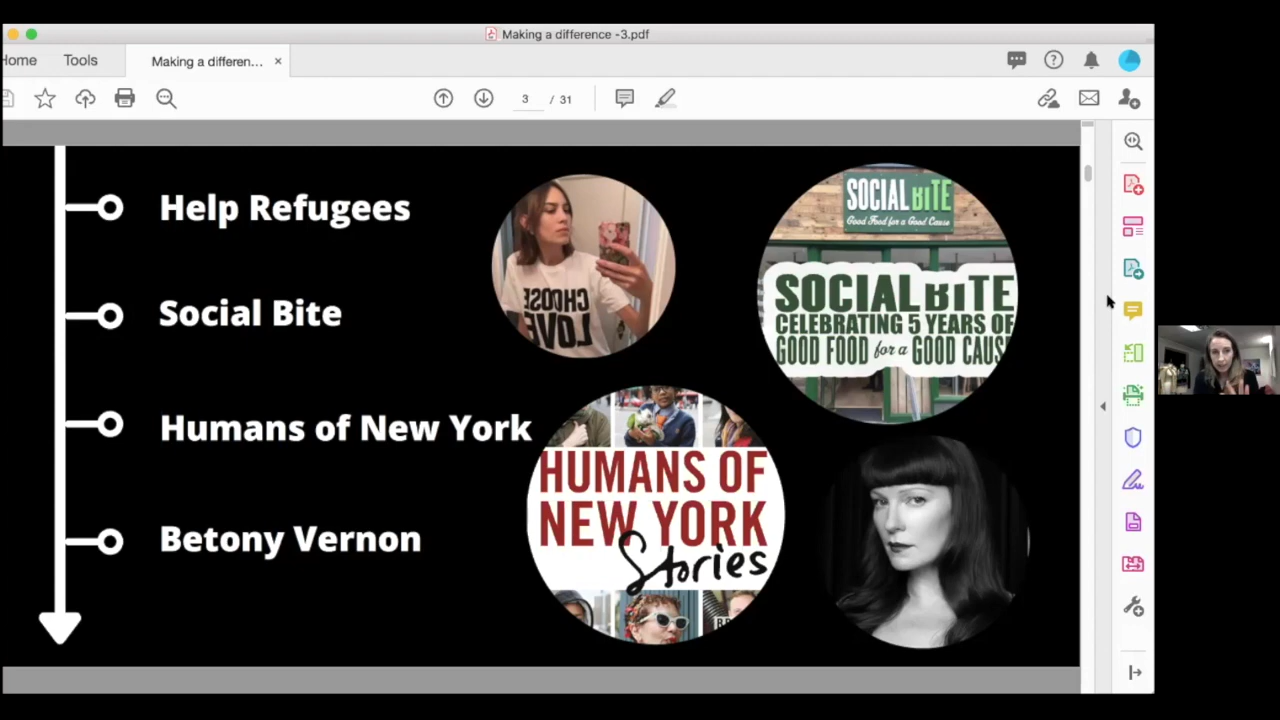 Making a difference -3.pdf
Home
Tools
Making a differen...
3
/ 31
Help Refugees
Social Bite
Humans of New York
Betony Vernon
CHOOSE
LOVE
SOCIAL BITE
Good Food for a Good Cause
SOCIAL BITE
CELEBRATING 5 YEARS OF
GOOD FOOD for a GOOD CAUS
HUMANS OF
NEW YORK
Stories